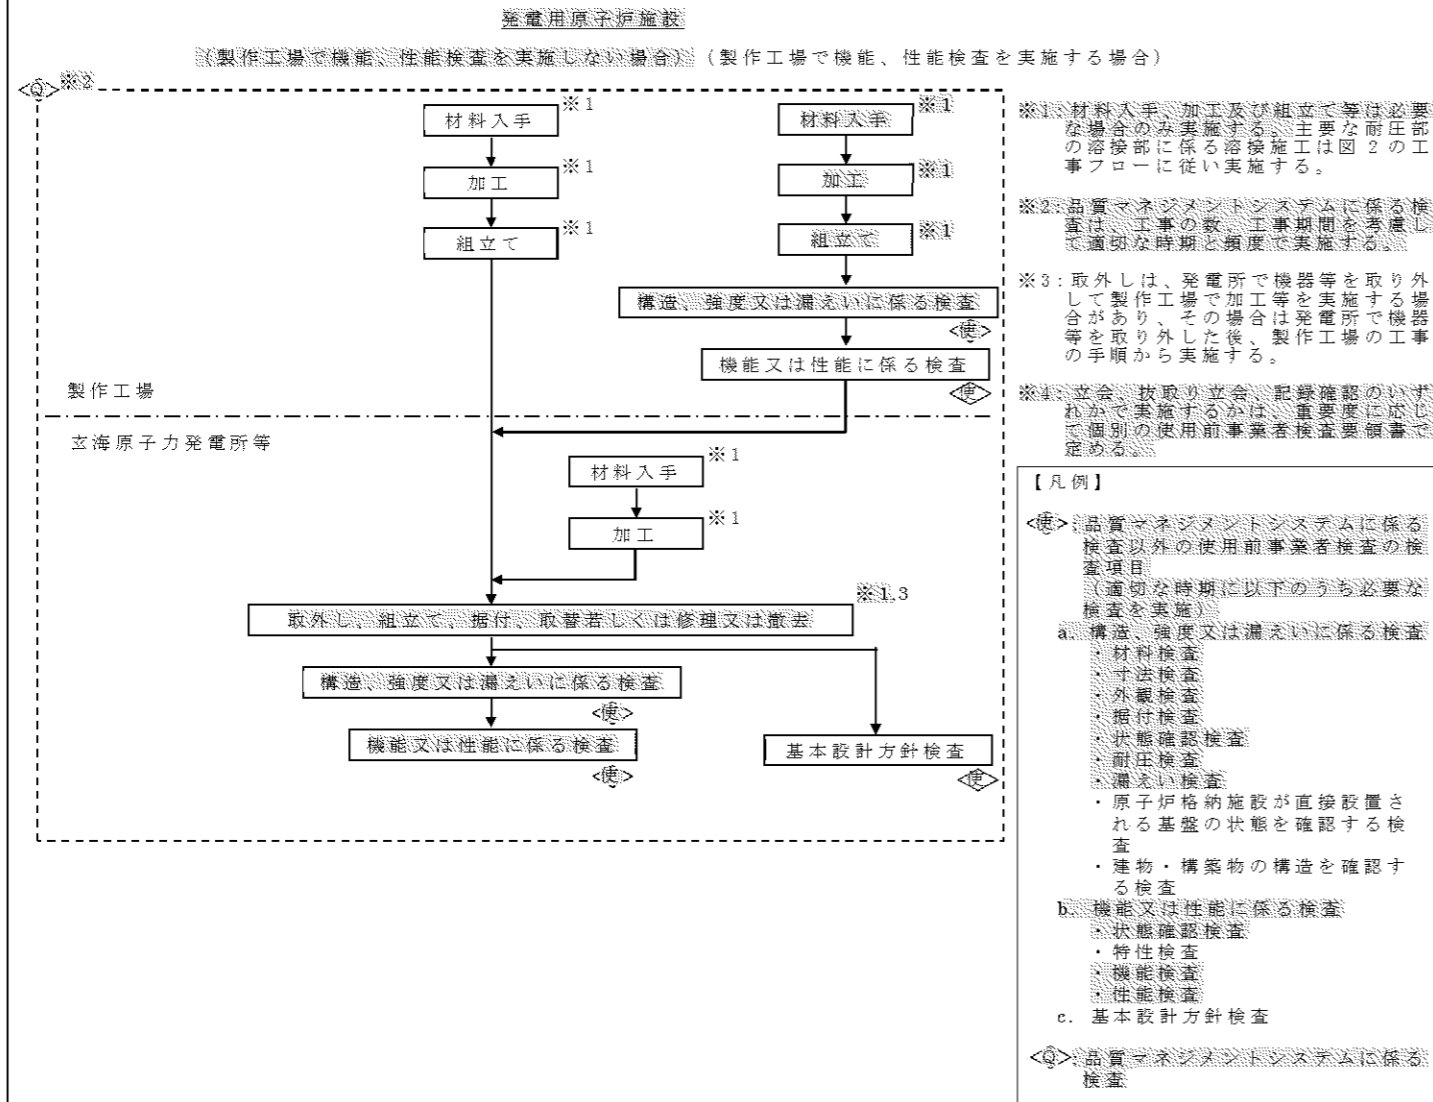 発電用原子炉施設
（製作工場で機能、性能検査を実施しない場合）（製作工場で機能、性能検査を実施する場合）
<Q>※2
材料入手 ※1
加工 ※1
組立て ※1
材料入手 ※1
加工 ※1
組立て ※1
構造、強度又は漏えいに係る検査
<使>
機能又は性能に係る検査
<使>
製作工場
玄海原子力発電所等
材料入手 ※1
加工 ※1
取外し、組立て、据付、取替若しくは修理又は撤去 ※1,3
構造、強度又は漏えいに係る検査
<使>
機能又は性能に係る検査
<使>
基本設計方針検査
<使>
※1：材料入手、加工及び組立て等は必要
な場合のみ実施する。主要な耐圧部
の溶接部に係る溶接施工は図2の工
事フローに従い実施する。
※2：品質マネジメントシステムに係る検
査は、工事の数、工事期間を考慮し
て適切な時期と頻度で実施する。
※3：取外しは、発電所で機器等を取り外
して製作工場で加工等を実施する場
合があり、その場合は発電所で機器
等を取り外した後、製作工場の工事
の手順から実施する。
※4：立会、抜取り立会、記録確認のいず
れかで実施するかは、重要度に応じ
て個別の使用前事業者検査要領書で
定める。
【凡例】
<使>：品質マネジメントシステムに係る
検査以外の使用前事業者検査の検
査項目
（適切な時期に以下のうち必要な
検査を実施）
a. 構造、強度又は漏えいに係る検査
・材料検査
・寸法検査
・外観検査
・据付検査
・状態確認検査
・耐圧検査
・漏えい検査
・原子炉格納施設が直接設置さ
れる基盤の状態を確認する検
査
・建物・構築物の構造を確認す
る検査
b. 機能又は性能に係る検査
・状態確認検査
・特性検査
・機能検査
・性能検査
c. 基本設計方針検査
<Q>：品質マネジメントシステムに係る
検査